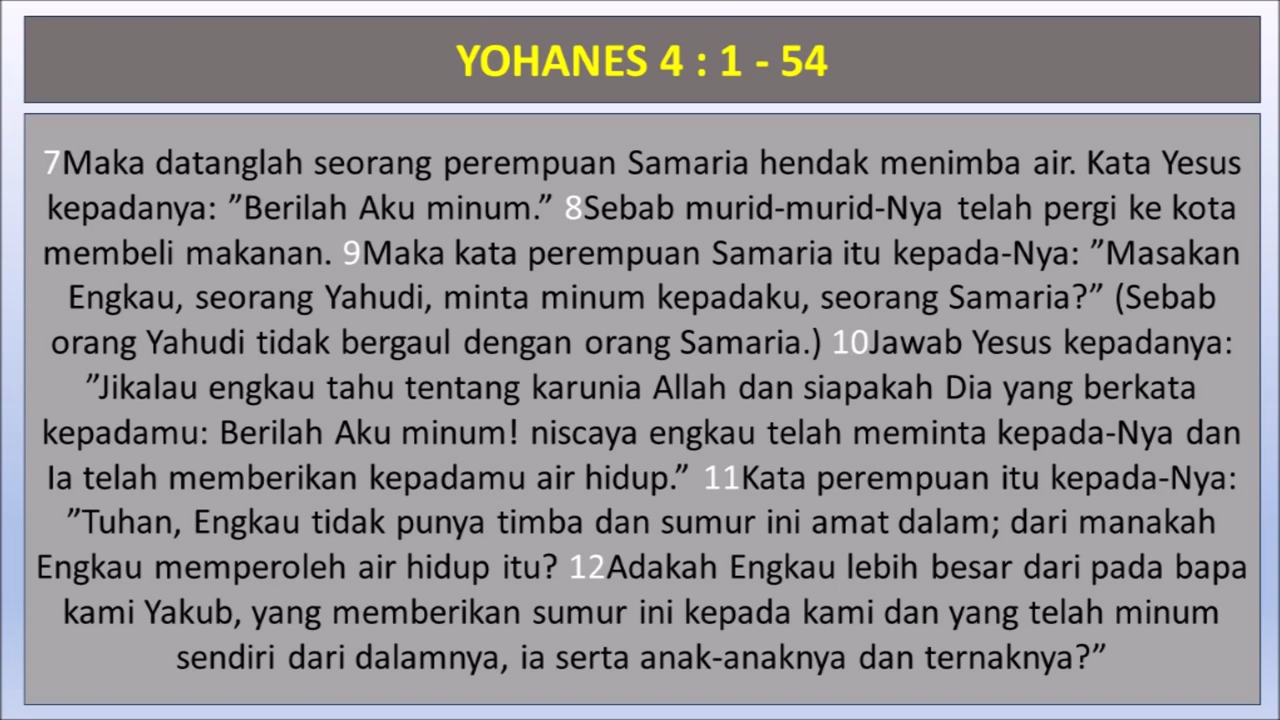 YOHANES 4 : 1 - 54
7Maka datanglah seorang perempuan Samaria hendak menimba air. Kata Yesus
kepadanya: ”Berilah Aku minum.” 8Sebab murid-murid-Nya telah pergi ke kota
membeli makanan. 9Maka kata perempuan Samaria itu kepada-Nya: ”Masakan
Engkau, seorang Yahudi, minta minum kepadaku, seorang Samaria?” (Sebab
orang Yahudi tidak bergaul dengan orang Samaria.) 10Jawab Yesus kepadanya:
”Jikalau engkau tahu tentang karunia Allah dan siapakah Dia yang berkata
kepadamu: Berilah Aku minum! niscaya engkau telah meminta kepada-Nya dan
Ia telah memberikan kepadamu air hidup.” 11Kata perempuan itu kepada-Nya:
”Tuhan, Engkau tidak punya timba dan sumur ini amat dalam; dari manakah
Engkau memperoleh air hidup itu? 12Adakah Engkau lebih besar dari pada bapa
kami Yakub, yang memberikan sumur ini kepada kami dan yang telah minum
sendiri dari dalamnya, ia serta anak-anaknya dan ternaknya?”